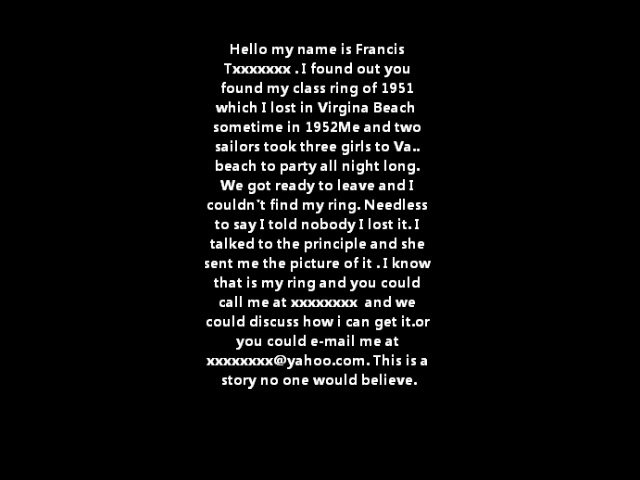 Hello my name is Francis
Txxxxxxx . I found out you
found my class ring of 1951
which I lost in Virgina Beach
sometime in 1952Me and two
sailors took three girls to Va..
beach to party all night long.
We got ready to leave and I
couldn't find my ring. Needless
to say I told nobody I lost it. I
talked to the principle and she
sent me the picture of it . I know
that is my ring and you could
call me at xxxxxxxx  and we
could discuss how i can get it.or
you could e-mail me at
xxxxxxxx@yahoo.com. This is a
story no one would believe.